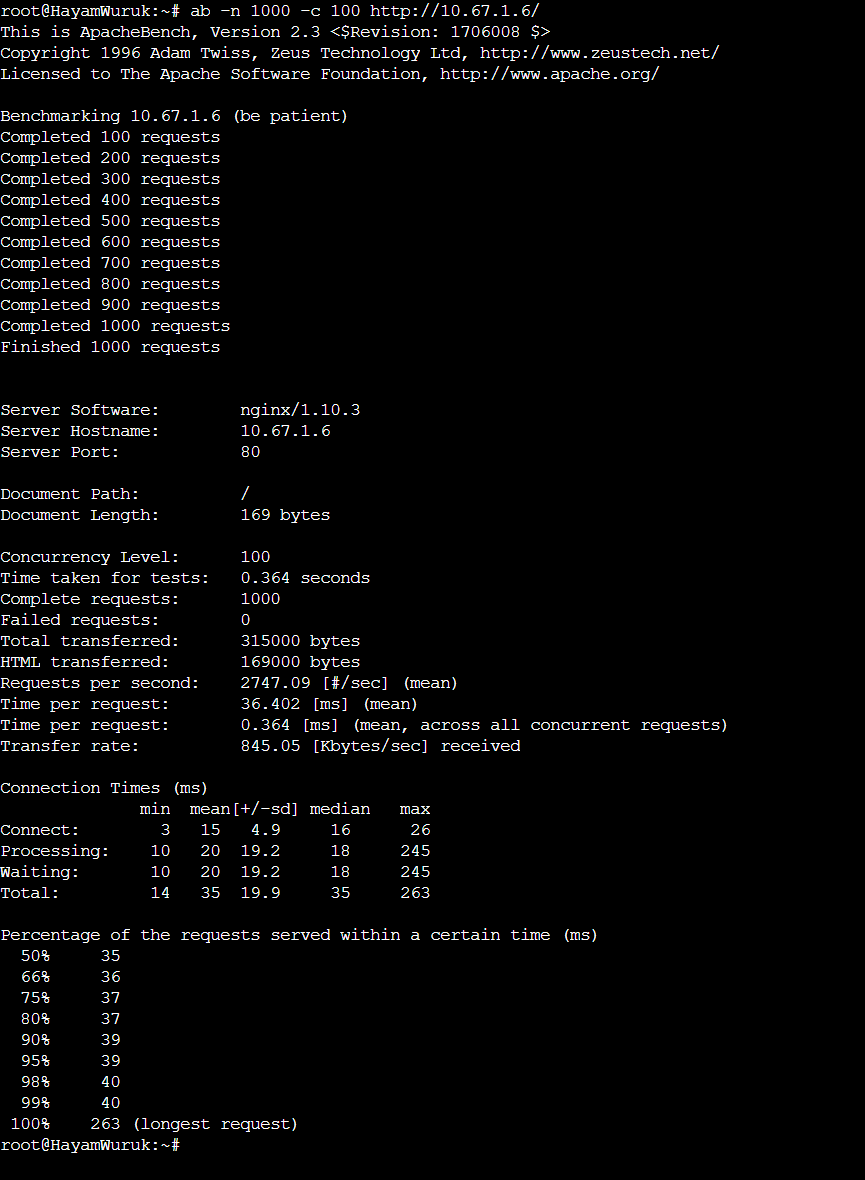 root@HayamWuruk:~# ab -n 1000 -c 100 http://10.67.1.6/
This is ApacheBench, Version 2.3 <$Revision: 1706008 $>
Copyright 1996 Adam Twiss, Zeus Technology Ltd, http://www.zeustech.net/
Licensed to The Apache Software Foundation, http://www.apache.org/

Benchmarking 10.67.1.6 (be patient)
Completed 100 requests
Completed 200 requests
Completed 300 requests
Completed 400 requests
Completed 500 requests
Completed 600 requests
Completed 700 requests
Completed 800 requests
Completed 900 requests
Completed 1000 requests
Finished 1000 requests


Server Software:        nginx/1.10.3
Server Hostname:        10.67.1.6
Server Port:            80

Document Path:          /
Document Length:        169 bytes

Concurrency Level:      100
Time taken for tests:   0.364 seconds
Complete requests:      1000
Failed requests:        0
Total transferred:      315000 bytes
HTML transferred:       169000 bytes
Requests per second:    2747.09 [#/sec] (mean)
Time per request:       36.402 [ms] (mean)
Time per request:       0.364 [ms] (mean, across all concurrent requests)
Transfer rate:          845.05 [Kbytes/sec] received

Connection Times (ms)
              min  mean[+/-sd] median   max
Connect:        3   15   4.9     16      26
Processing:    10   20  19.2     18     245
Waiting:       10   20  19.2     18     245
Total:         14   35  19.9     35     263

Percentage of the requests served within a certain time (ms)
  50%     35
  66%     36
  75%     37
  80%     37
  90%     39
  95%     39
  98%     40
  99%     40
 100%    263 (longest request)
root@HayamWuruk:~#